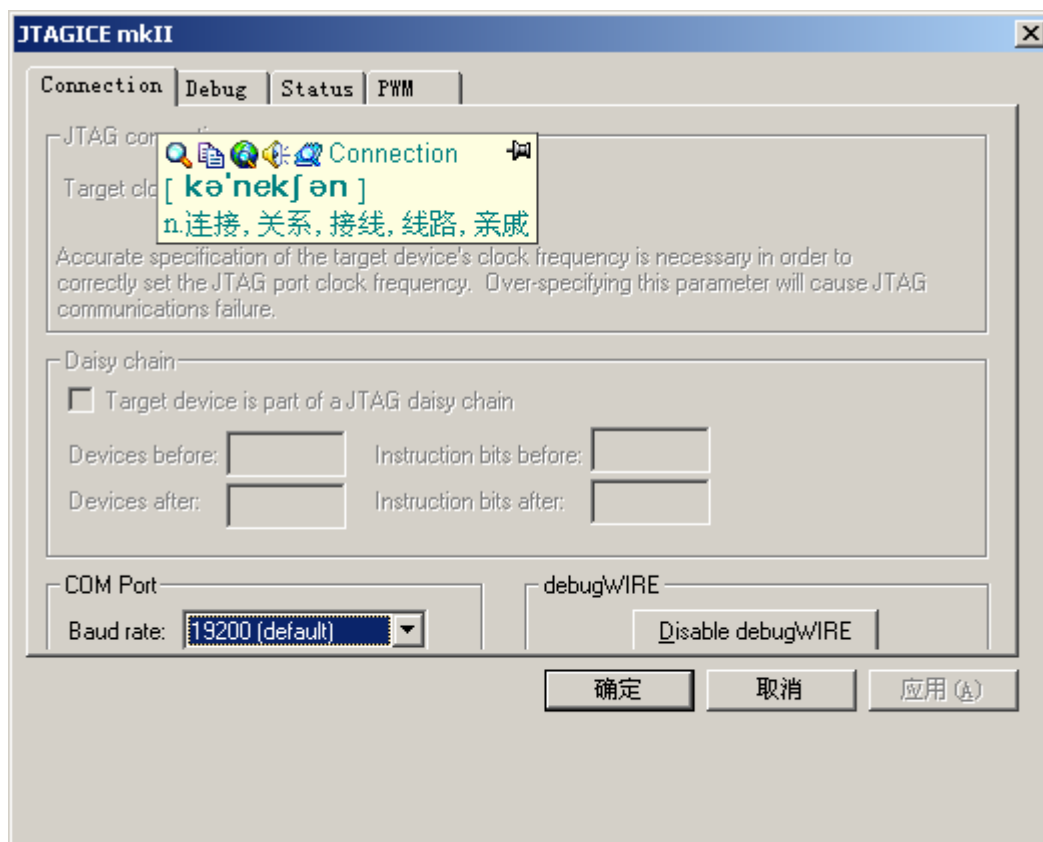 JTAGICE mkII
Connection Debug Status PWM
JTAG
Target
Connection
[ kə'nekʃən ]
n.连接, 关系, 接线, 线路, 亲戚
Accurate specification of the target device's clock frequency is necessary in order to
correctly set the JTAG port clock frequency. Over-specifying this parameter will cause JTAG
communications failure.
Daisy chain
Target device is part of a JTAG daisy chain
Devices before: Instruction bits before:
Devices after: Instruction bits after:
COM Port debugWIRE
Baud rate: 19200 (default) Disable debugWIRE
确定 取消 应用(A)